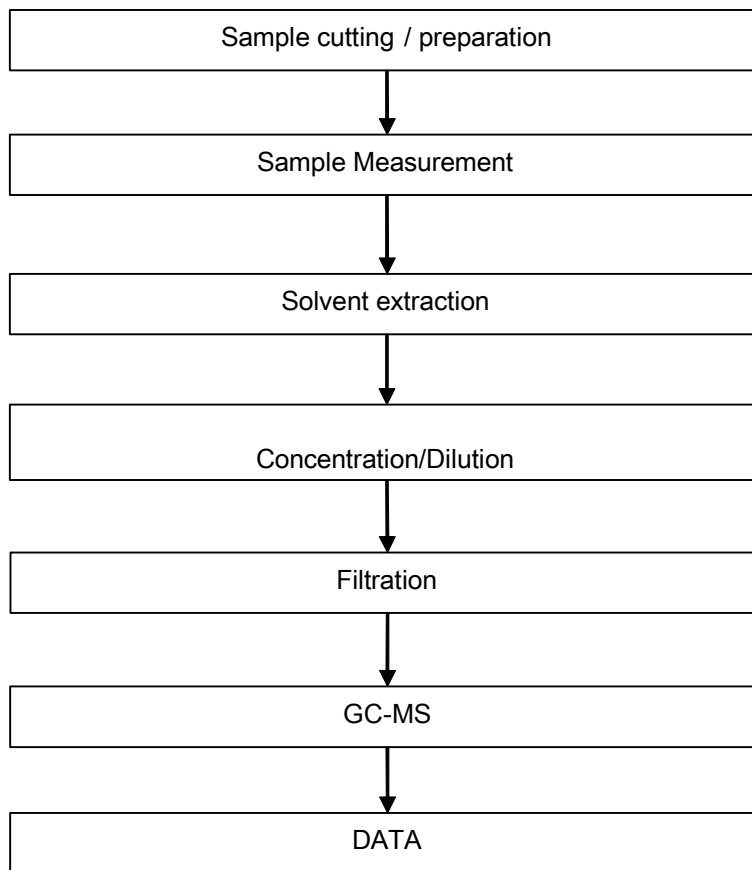 Sample cutting / preparation
Sample Measurement
Solvent extraction
Concentration/Dilution
Filtration
GC-MS
DATA